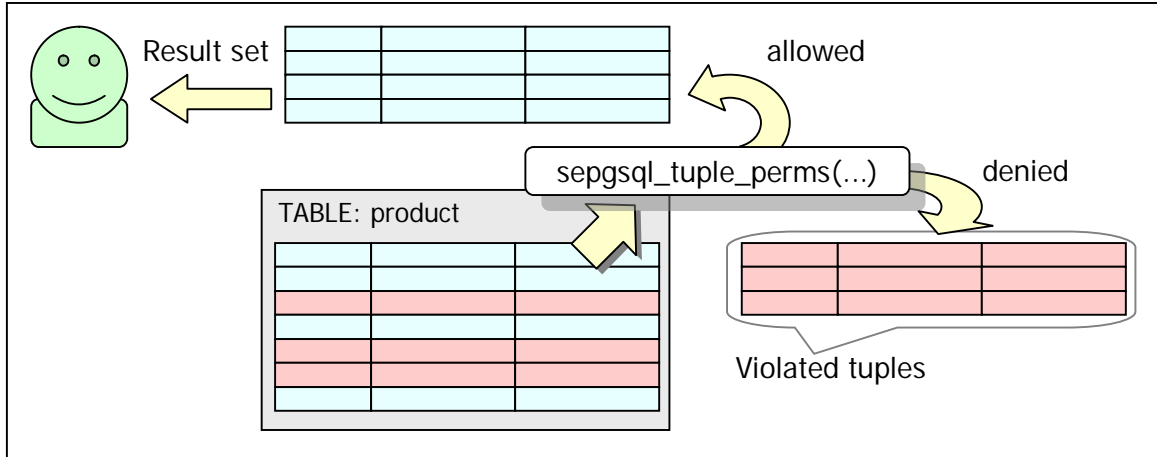 Result set
allowed
sepgsql_tuple_perms(…)
denied
TABLE: product
Violated tuples